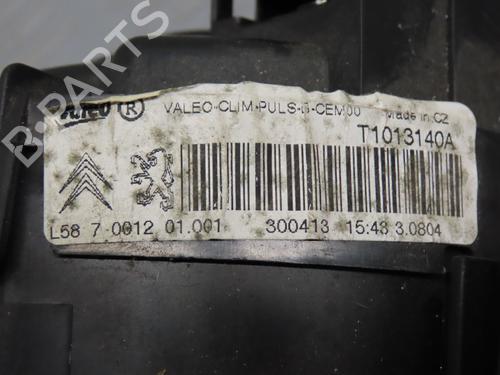 Valeo ® VALEO-CLIM-PULS-D-CEM00 Made in CZ
T1013140A
L58 7 0012 01.001 300413 15:43 3.0804